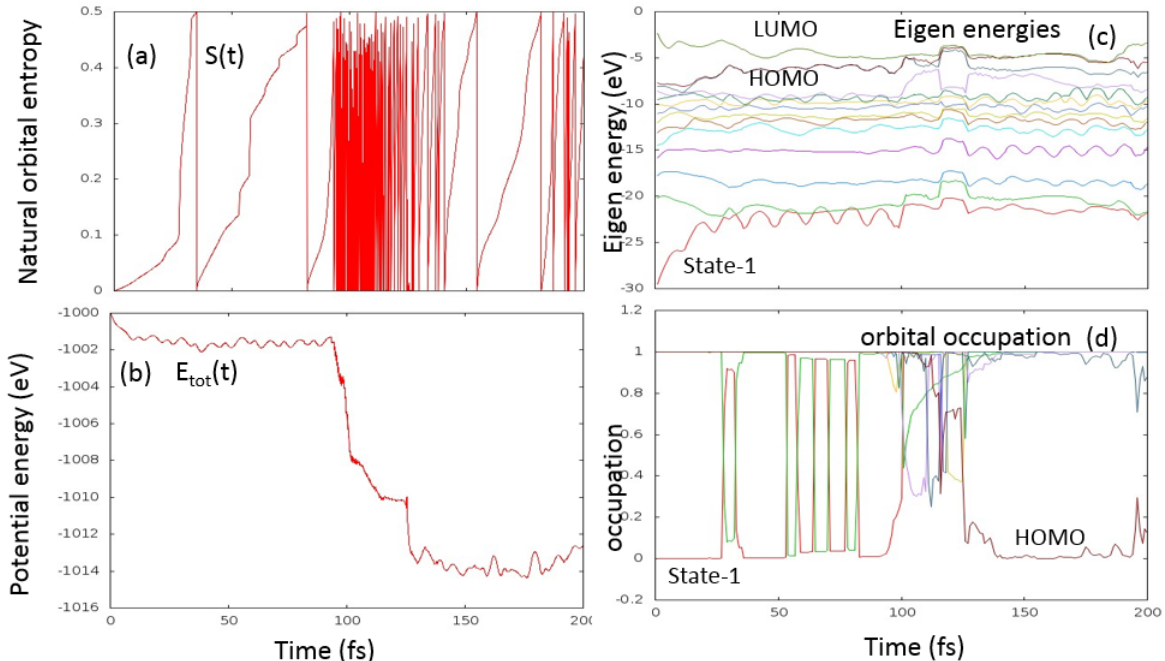 0.5
0.4
0.3
0.2
0.1
0
Natural orbital entropy
(a) S(t)
-1000
-1002
-1004
-1006
-1008
-1010
-1012
-1014
-1016
Potential energy (eV)
(b) Etot(t)
0 50 100 150 200
Time (fs)
0
-5
-10
-15
-20
-25
-30
Eigen energy (eV)
LUMO Eigen energies (c)
HOMO
State-1
1.2
1
0.8
0.6
0.4
0.2
0
-0.2
occupation
orbital occupation (d)
HOMO
State-1
0 50 100 150 200
Time (fs)